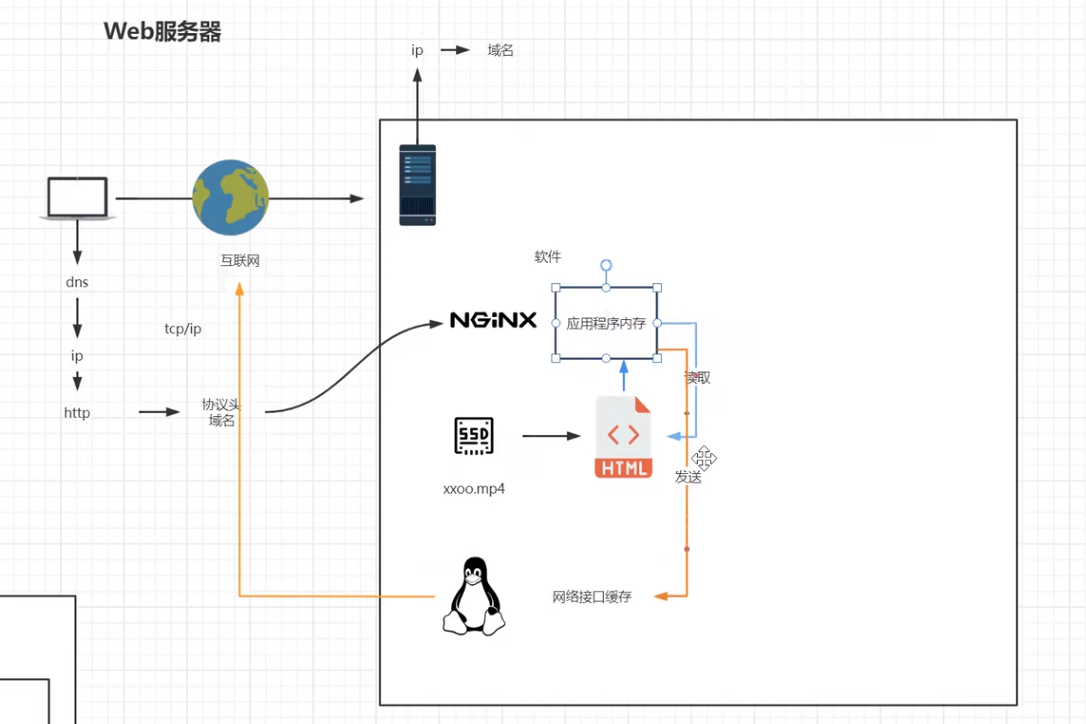 Web服务器
ip
域名
互联网
软件
dns
tcp/ip
NGiNX
应用程序内存
ip
读取
http
协议头
域名
SSD
HTML
发送
xxoo.mp4
网络接口缓存